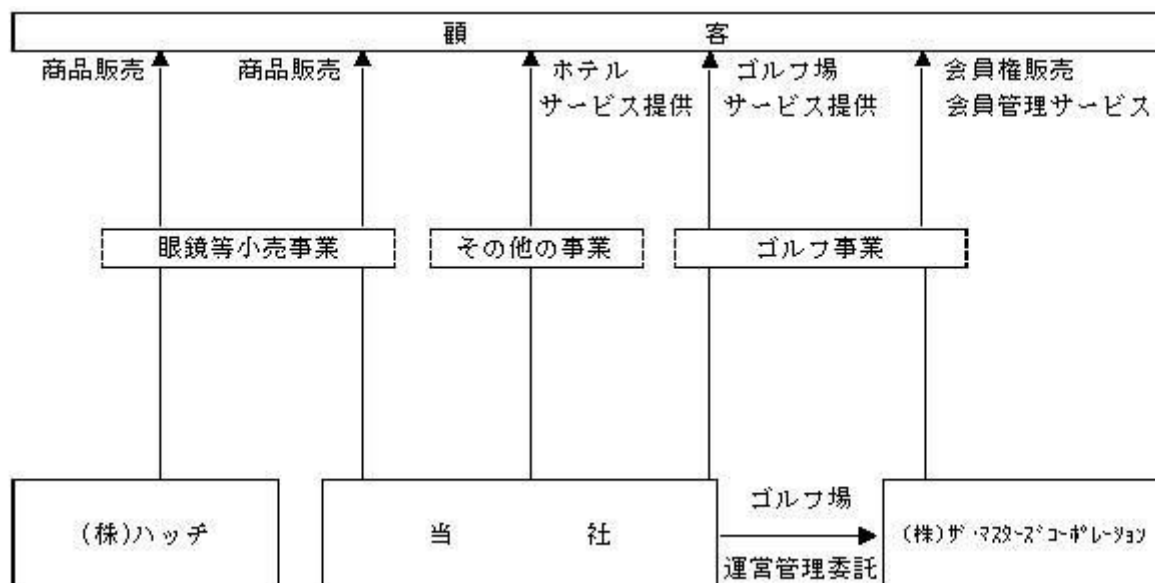 顧 客
商品販売 商品販売 ホテル ゴルフ場 会員権販売
サービス提供 サービス提供 会員管理サービス
眼鏡等小売事業 その他の事業 ゴルフ事業
ゴルフ場
(株)ハッチ 当 社 (株)ザ・マスターズコーポレーション
運営管理委託